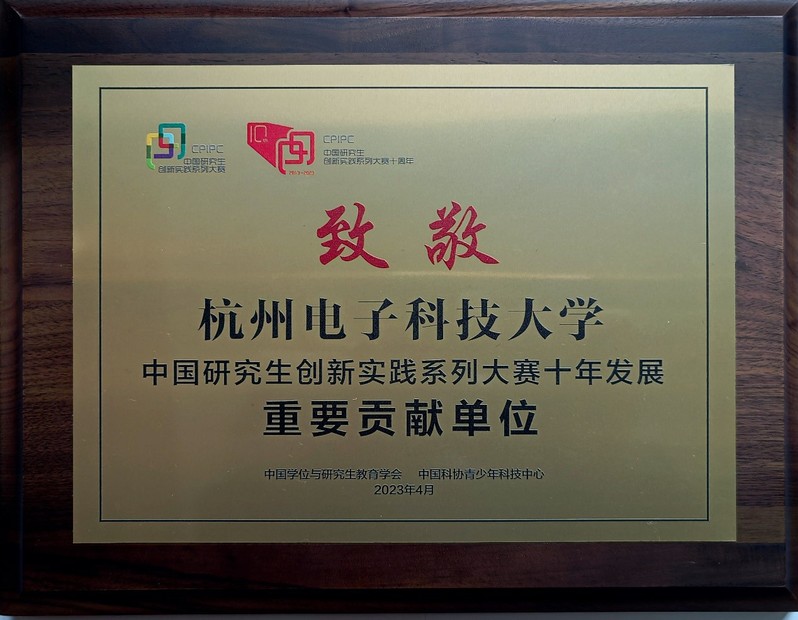 CPIPC
中国研究生
创新实践系列大赛
10
CPIPC
中国研究生
创新实践系列大赛十周年
2013-2023
致敬
杭州电子科技大学
中国研究生创新实践系列大赛十年发展
重要贡献单位
中国学位与研究生教育学会 中国科协青少年科技中心
2023年4月